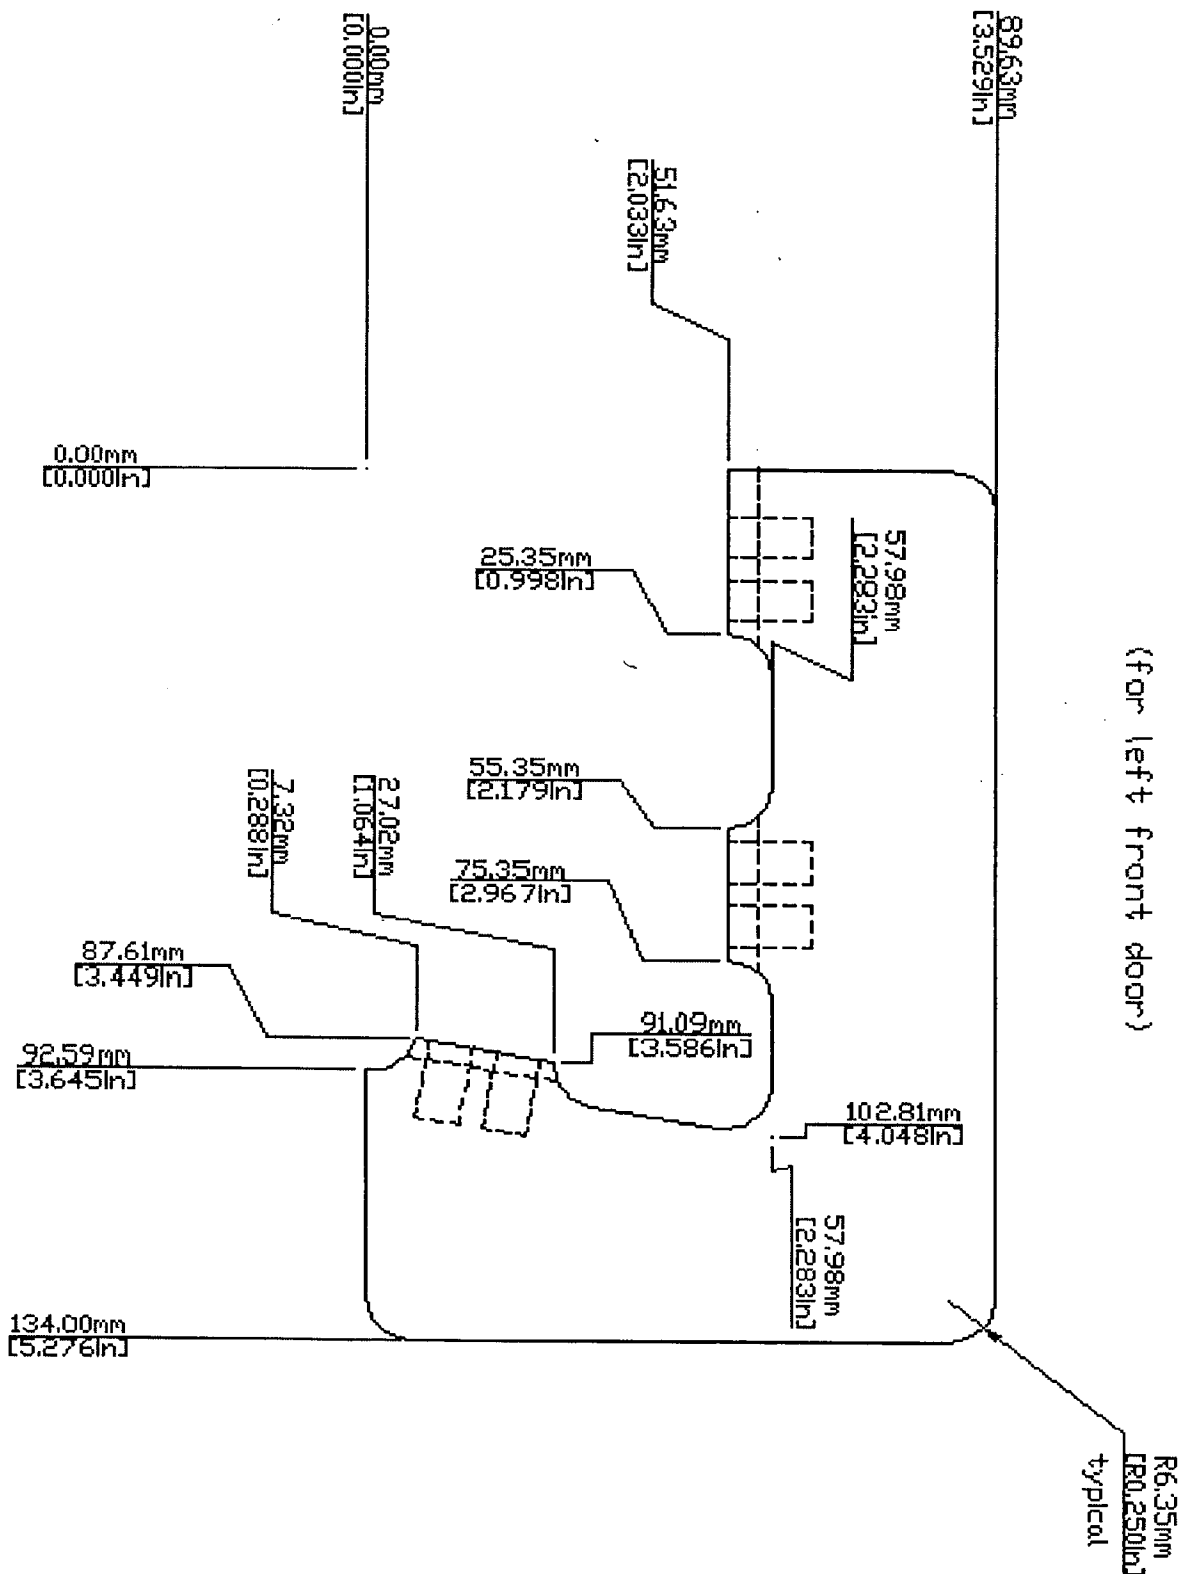 89.63mm
[3.529in]
0.00mm
[0.000in]
51.63mm
[2.033in]
0.00mm
[0.000in]
57.98mm
[2.283in]
25.35mm
[0.998in]
(for left front door)
55.35mm
[2.179in]
27.02mm
[1.064in]
7.32mm
[0.288in]
75.35mm
[2.967in]
87.61mm
[3.449in]
91.09mm
[3.586in]
92.59mm
[3.645in]
102.81mm
[4.048in]
57.98mm
[2.283in]
134.00mm
[5.276in]
R6.35mm
[R0.250in]
typical